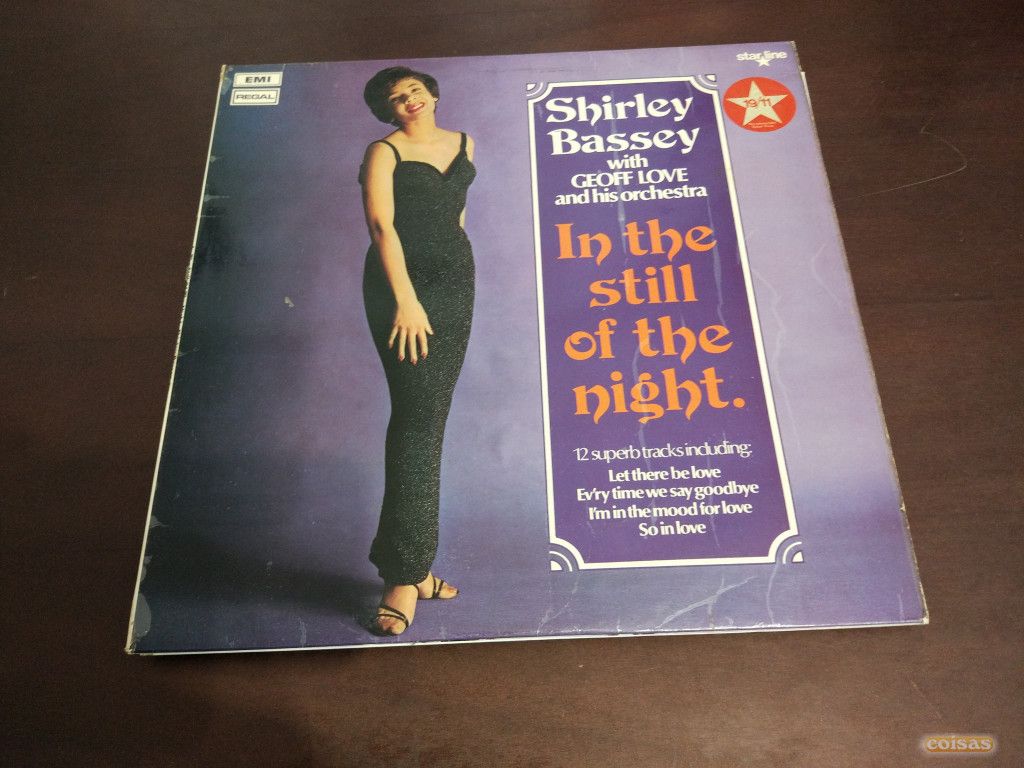 EMI
REGAL
starline
19/11
Shirley
Bassey
with
GEOFF LOVE
and his orchestra
In the
still
of the
night.
12 superb tracks including:
Let there be love
Ev'ry time we say goodbye
I'm in the mood for love
So in love
coisas